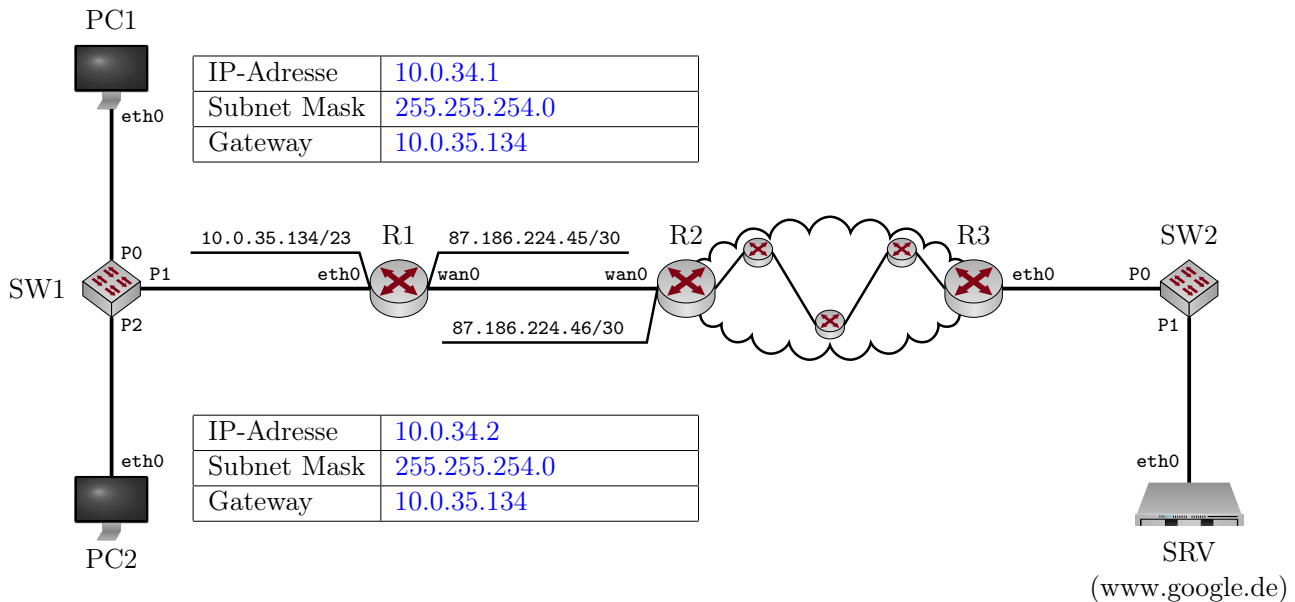 PC1
eth0
IP-Adresse 10.0.34.1
Subnet Mask 255.255.254.0
Gateway 10.0.35.134
10.0.35.134/23 R1 87.186.224.45/30 R2 R3 SW2
P0
SW1 P1 eth0 wan0 wan0 eth0 P0
P2 87.186.224.46/30 P1
IP-Adresse 10.0.34.2
Subnet Mask 255.255.254.0
Gateway 10.0.35.134
eth0 eth0
PC2 SRV
(www.google.de)